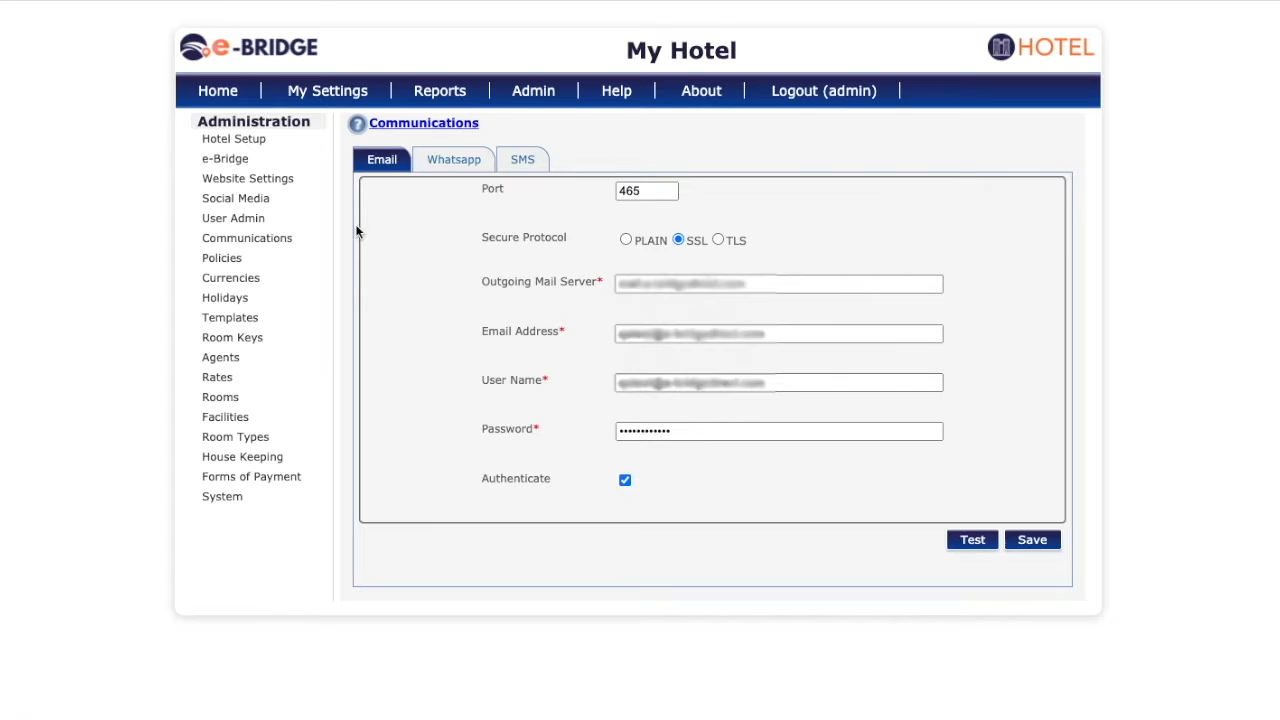 e-BRIDGE
My Hotel
HOTEL
Home
My Settings
Reports
Admin
Help
About
Logout (admin)
Administration
Hotel Setup
e-Bridge
Website Settings
Social Media
User Admin
Communications
Policies
Currencies
Holidays
Templates
Room Keys
Agents
Rates
Rooms
Facilities
Room Types
House Keeping
Forms of Payment
System
? Communications
Email
Whatsapp
SMS
Port
465
Secure Protocol
PLAIN SSL TLS
Outgoing Mail Server*
Email Address*
User Name*
Password*
••••••••••••
Authenticate
Test
Save